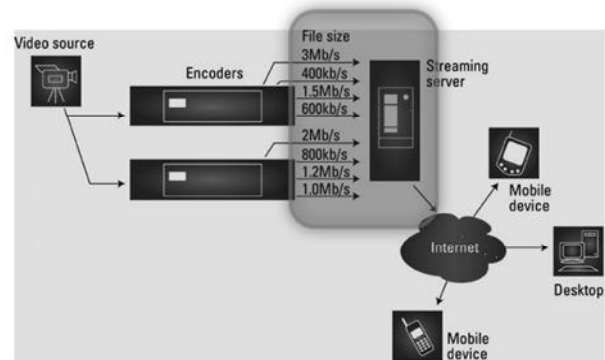 Video source
Encoders
File size
3Mb/s
400kb/s
1.5Mb/s
600kb/s
2Mb/s
800kb/s
1.2Mb/s
1.0Mb/s
Streaming
server
Mobile
device
Internet
Desktop
Mobile
device